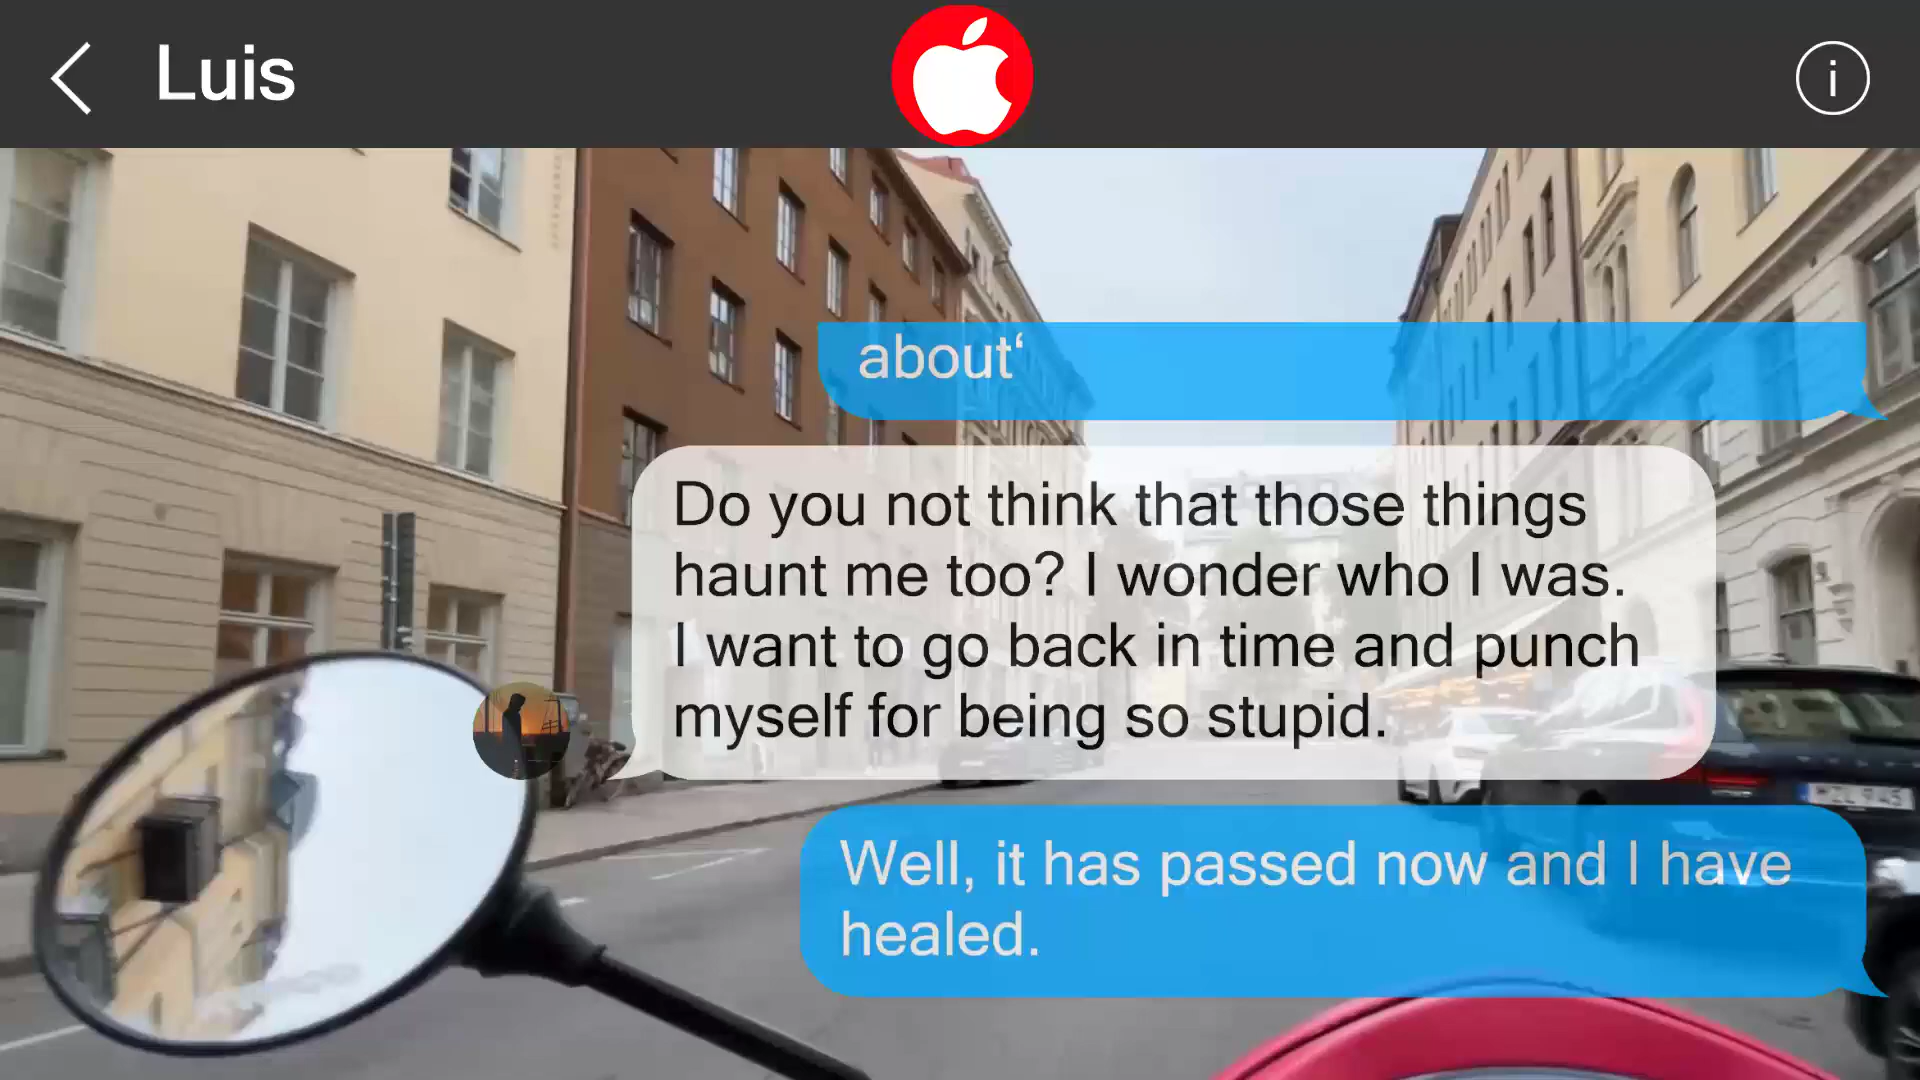 Luis
about‘
Do you not think that those things
haunt me too? I wonder who I was.
I want to go back in time and punch
myself for being so stupid.
Well, it has passed now and I have
healed.